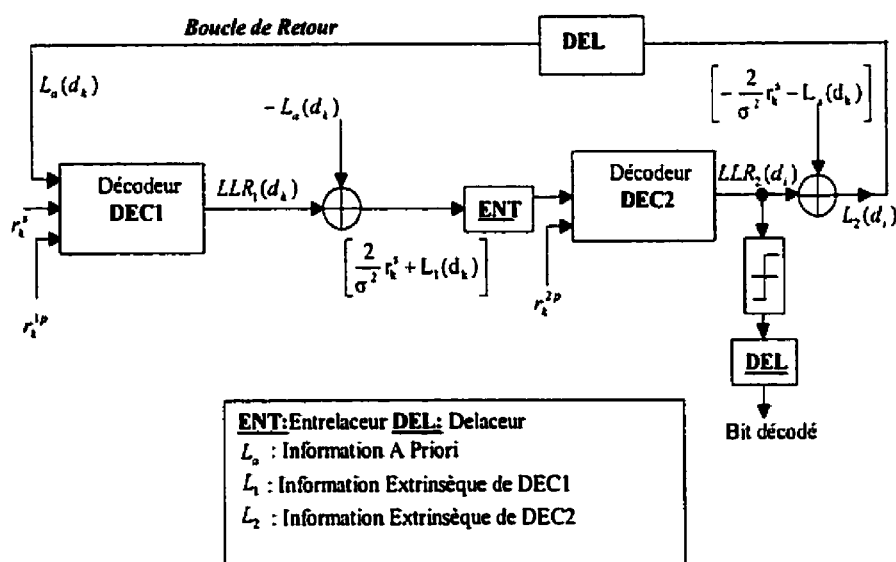 Boucle de Retour
DEL
L_a(d_k)
-L_a(d_k)
[-2/σ² r_k^s - L_s(d_k)]
Décodeur
DEC1
LLR_1(d_k)
ENT
Décodeur
DEC2
LLR_2(d_i)
L_2(d_i)
r_k^s
[2/σ² r_k^s + L_1(d_k)]
r_k^1p
r_k^2p
DEL
Bit décodé
ENT:Entrelaceur DEL: Delaceur
L_a : Information A Priori
L_1 : Information Extrinsèque de DEC1
L_2 : Information Extrinsèque de DEC2